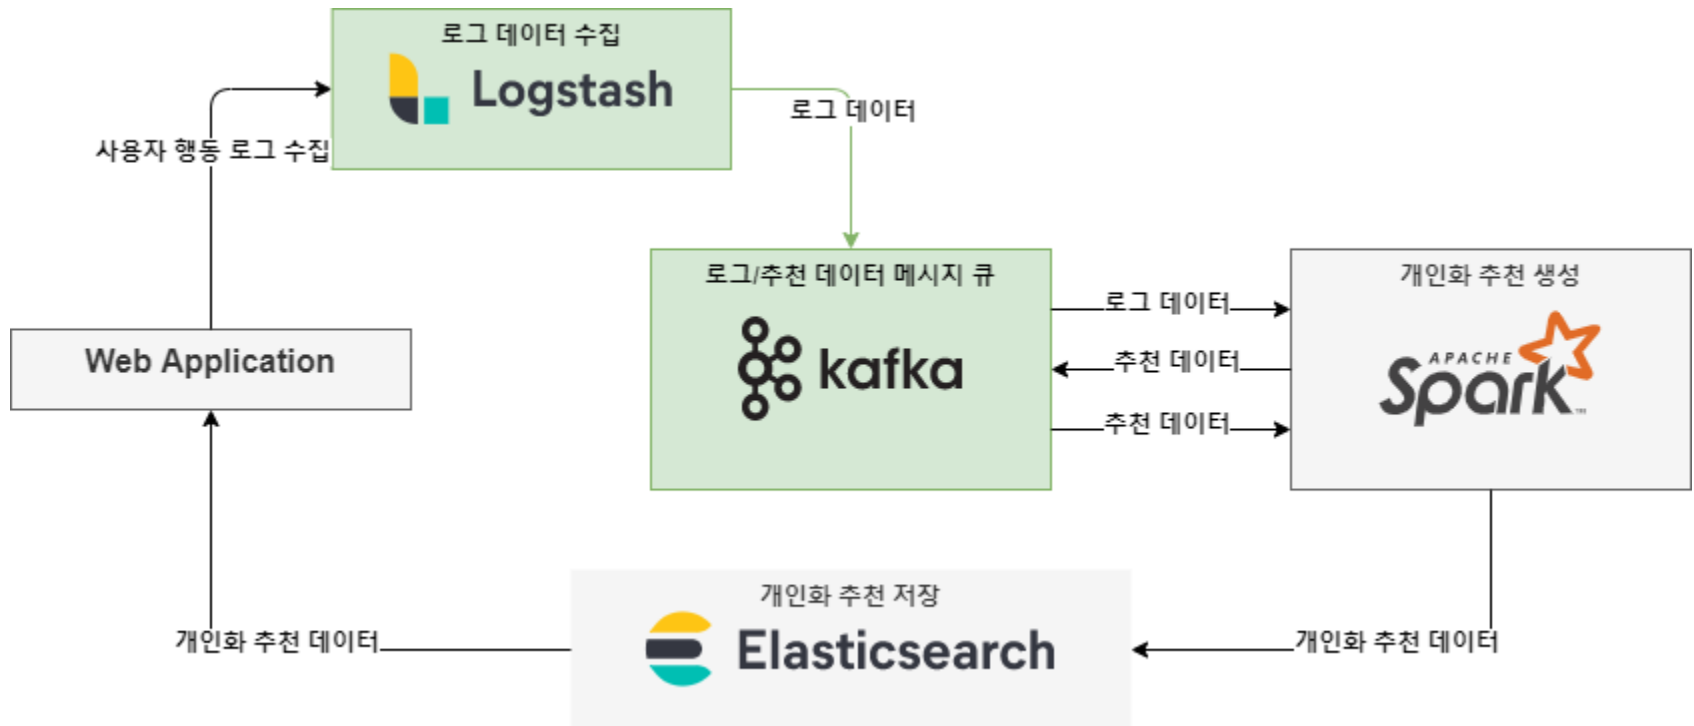 로그 데이터 수집
Logstash
로그 데이터
사용자 행동 로그 수집
로그/추천 데이터 메시지 큐
kafka
로그 데이터
추천 데이터
추천 데이터
개인화 추천 생성
APACHE
Spark™
Web Application
개인화 추천 저장
Elasticsearch
개인화 추천 데이터
개인화 추천 데이터